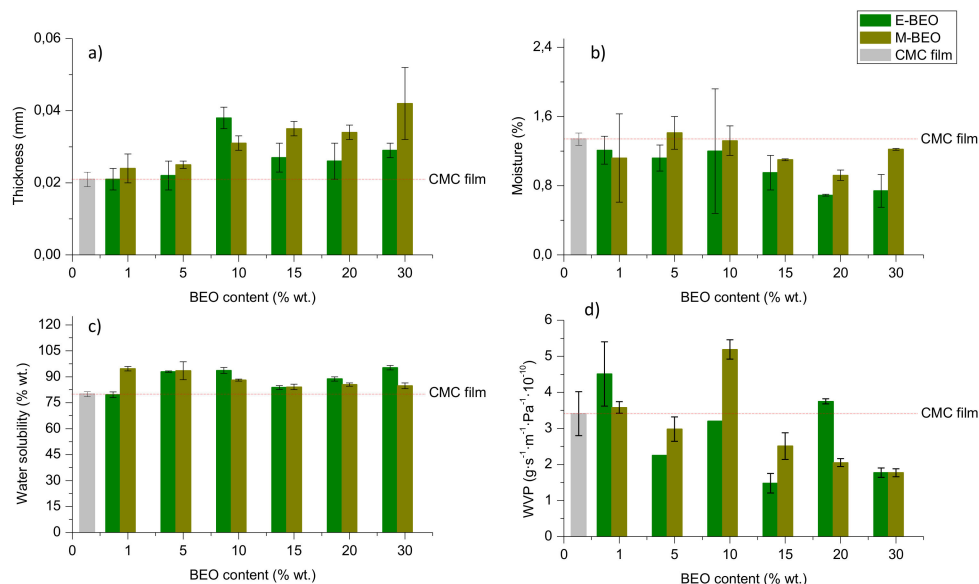 E-BEO
M-BEO
CMC film
a)
0,06
0,04
0,02
0,00
Thickness (mm)
CMC film
0 1 5 10 15 20 30
BEO content (% wt.)
b)
2,4
1,6
0,8
0,0
Moisture (%)
CMC film
0 1 5 10 15 20 30
BEO content (% wt.)
c)
120
105
90
75
60
45
30
15
0
Water solubility (% wt.)
CMC film
0 1 5 10 15 20 30
BEO content (% wt.)
d)
6
5
4
3
2
1
0
WVP (g·s⁻¹·m⁻¹·Pa⁻¹·10⁻¹⁰)
CMC film
0 1 5 10 15 20 30
BEO content (% wt.)